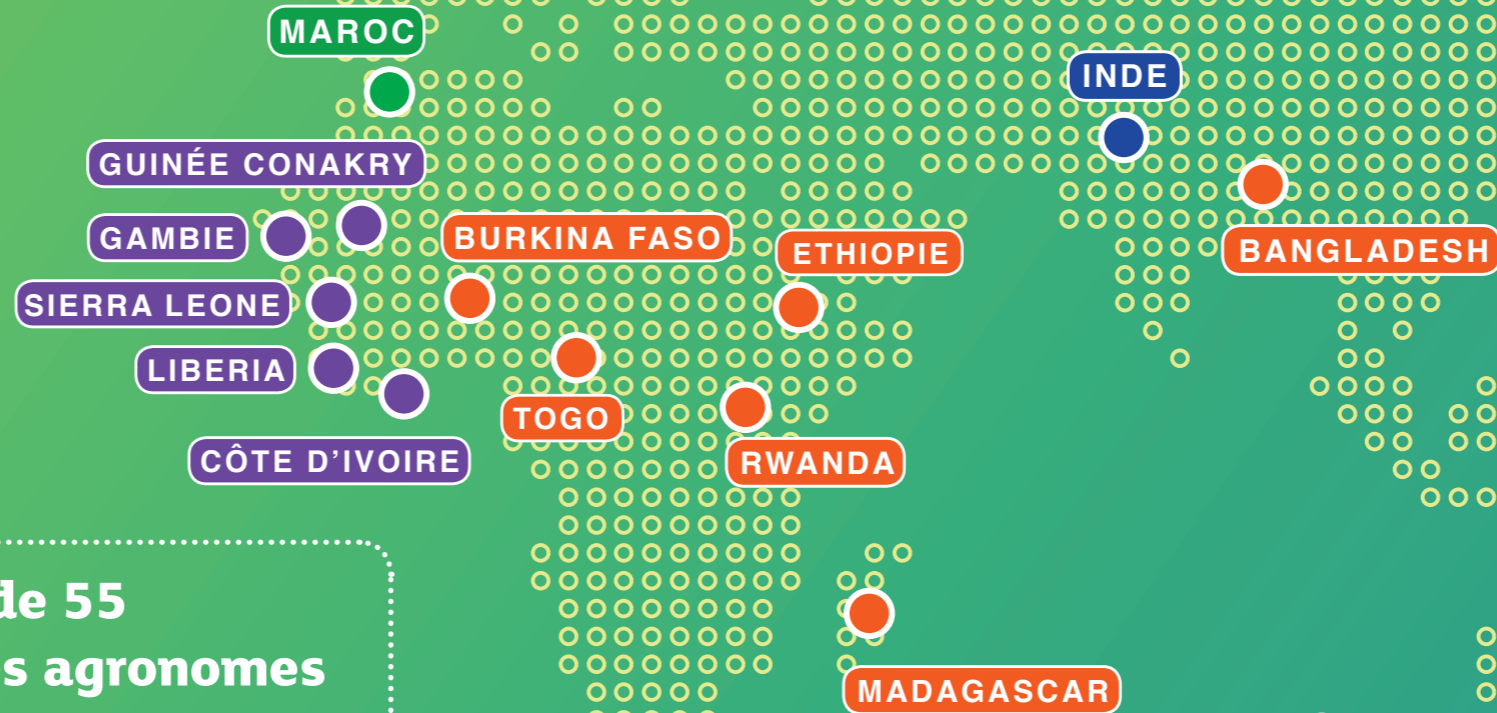 MAROC
INDE
GUINÉE CONAKRY
GAMBIE
BURKINA FASO
ETHIOPIE
BANGLADESH
SIERRA LEONE
LIBERIA
TOGO
CÔTE D’IVOIRE
RWANDA
de 55
s agronomes
MADAGASCAR